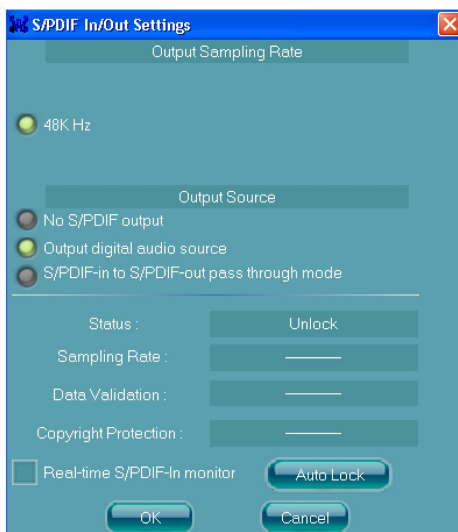 S/PDIF In/Out Settings
Output Sampling Rate
48K Hz
Output Source
No S/PDIF output
Output digital audio source
S/PDIF-in to S/PDIF-out pass through mode
Status : Unlock
Sampling Rate :
Data Validation :
Copyright Protection :
Real-time S/PDIF-In monitor Auto Lock
OK Cancel